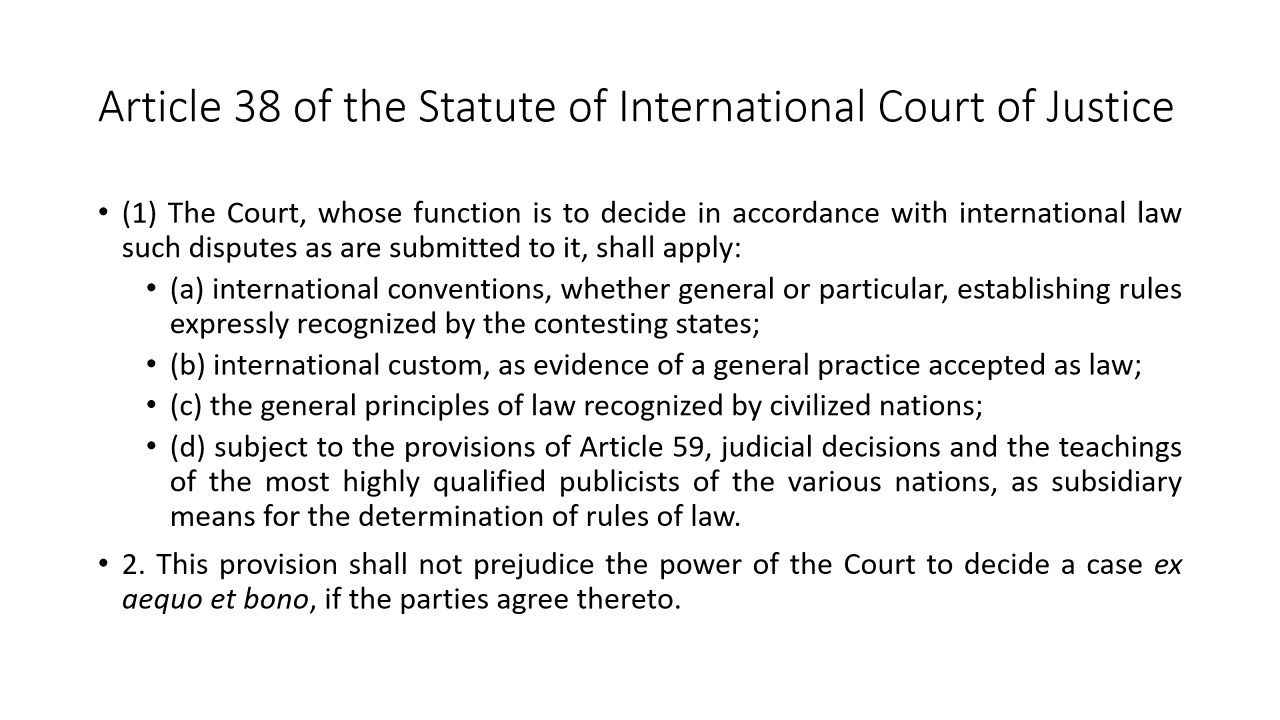 Article 38 of the Statute of International Court of Justice
• (1) The Court, whose function is to decide in accordance with international law
such disputes as are submitted to it, shall apply:
• (a) international conventions, whether general or particular, establishing rules
expressly recognized by the contesting states;
• (b) international custom, as evidence of a general practice accepted as law;
• (c) the general principles of law recognized by civilized nations;
• (d) subject to the provisions of Article 59, judicial decisions and the teachings
of the most highly qualified publicists of the various nations, as subsidiary
means for the determination of rules of law.
• 2. This provision shall not prejudice the power of the Court to decide a case ex
aequo et bono, if the parties agree thereto.